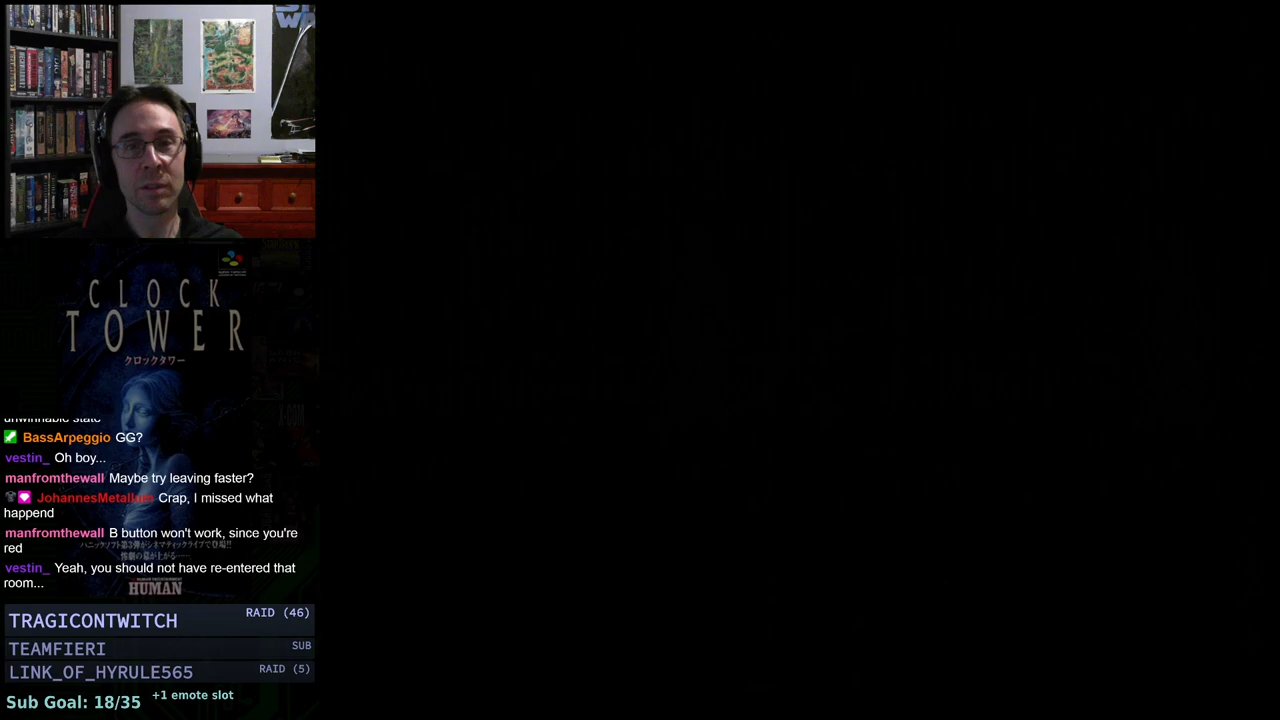 CLOCK
TOWER
クロックタワー
unwinnable state
BassArpeggio GG?
vestin_ Oh boy...
manfromthewall Maybe try leaving faster?
JohannesMetallum Crap, I missed what
happend
manfromthewall B button won't work, since you're
red
vestin_ Yeah, you should not have re-entered that
room...
HUMAN
TRAGICONTWITCH RAID (46)
TEAMFIERI SUB
LINK_OF_HYRULE565 RAID (5)
Sub Goal: 18/35 +1 emote slot